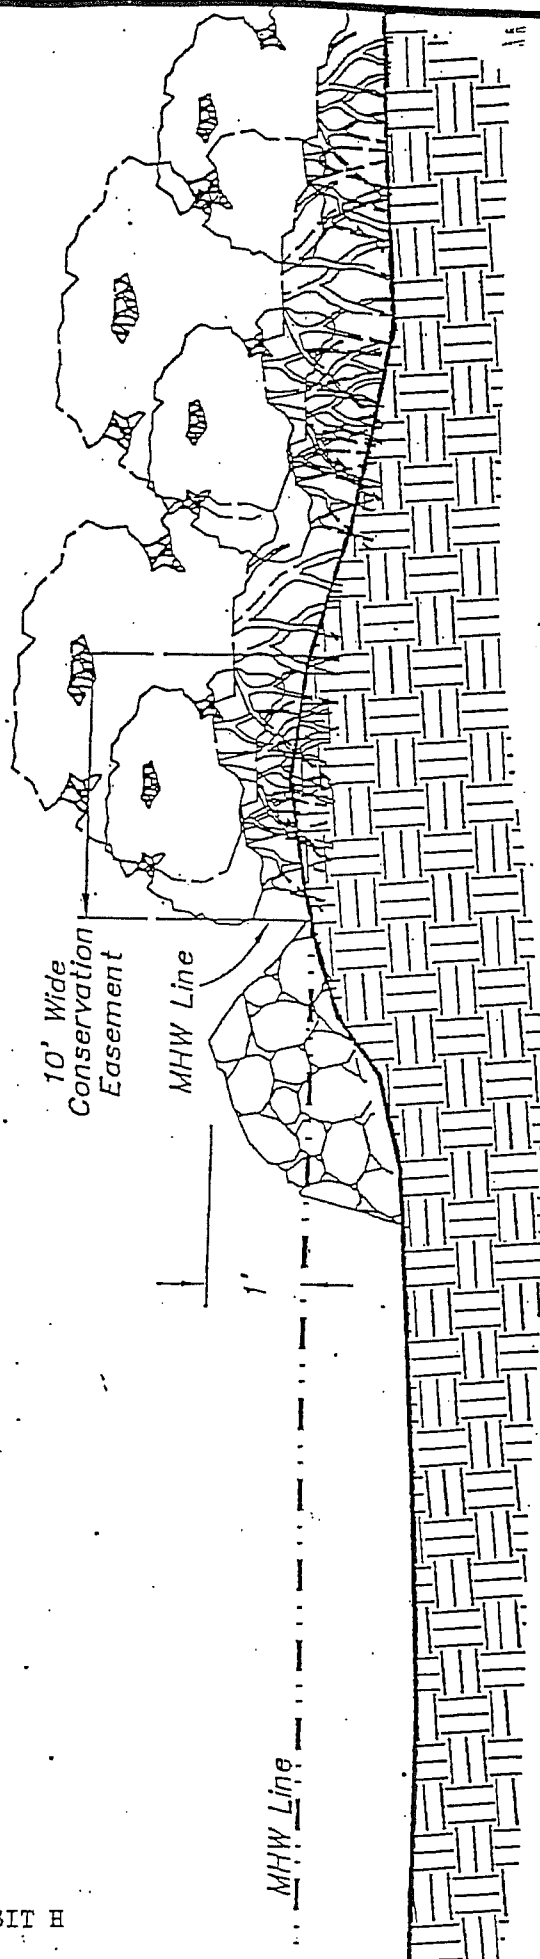 10' Wide
Conservation
Easement
MHW Line
1'
MHW Line
BIT H